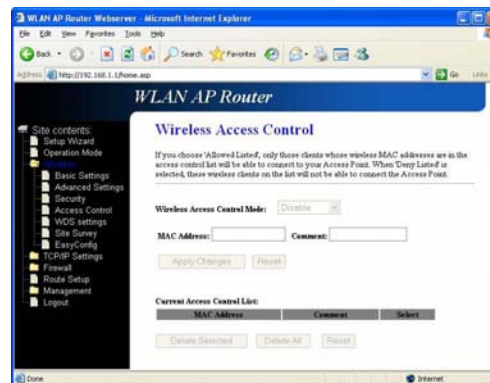 WLAN AP Router Webserver - Microsoft Internet Explorer
File Edit View Favorites Tools Help
Back Search Favorites
Address http://192.168.1.1/home.asp Go Links
WLAN AP Router
Site contents:
Setup Wizard
Operation Mode
Wireless
Basic Settings
Advanced Settings
Security
Access Control
WDS settings
Site Survey
EasyConfig
TCP/IP Settings
Firewall
Route Setup
Management
Logout
Wireless Access Control
If you choose 'Allowed Listed', only those clients whose wireless MAC addresses are in the
access control list will be able to connect to your Access Point. When 'Deny Listed' is
selected, these wireless clients on the list will not be able to connect the Access Point.
Wireless Access Control Mode: Disable
MAC Address: Comment:
Apply Changes Reset
Current Access Control List:
MAC Address Comment Select
Delete Selected Delete All Reset
Done Internet